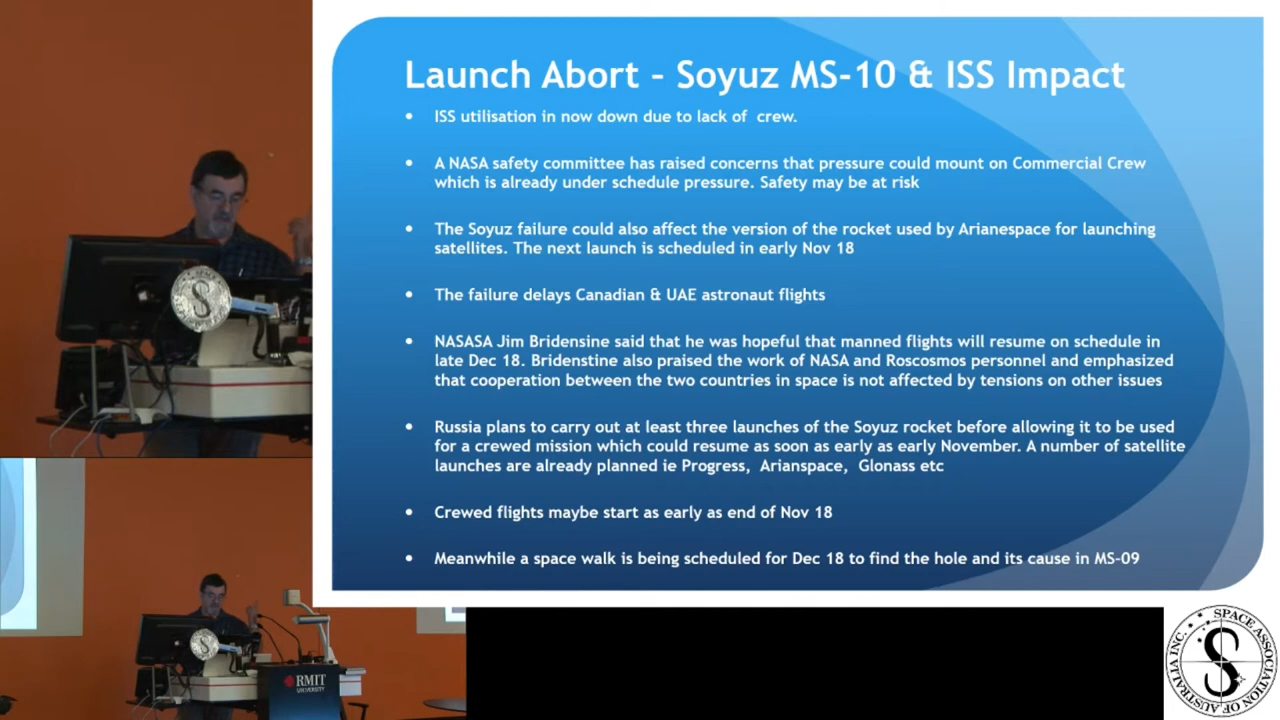 Launch Abort – Soyuz MS-10 & ISS Impact
• ISS utilisation in now down due to lack of  crew.
• A NASA safety committee has raised concerns that pressure could mount on Commercial Crew
which is already under schedule pressure. Safety may be at risk
• The Soyuz failure could also affect the version of the rocket used by Arianespace for launching
satellites. The next launch is scheduled in early Nov 18
• The failure delays Canadian & UAE astronaut flights
• NASASA Jim Bridensine said that he was hopeful that manned flights will resume on schedule in
late Dec 18. Bridenstine also praised the work of NASA and Roscosmos personnel and emphasized
that cooperation between the two countries in space is not affected by tensions on other issues
• Russia plans to carry out at least three launches of the Soyuz rocket before allowing it to be used
for a crewed mission which could resume as soon as early as early November. A number of satellite
launches are already planned ie Progress,  Arianspace,  Glonass etc
• Crewed flights maybe start as early as end of Nov 18
• Meanwhile a space walk is being scheduled for Dec 18 to find the hole and its cause in MS-09
SPACE
S
S
RMIT
UNIVERSITY
SPACE ASSOCIATION OF AUSTRALIA INC.
S